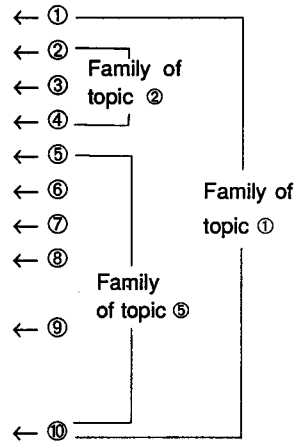 ← ①
← ②
Family of
topic ②
← ③
← ④
← ⑤
← ⑥
Family of
topic ①
← ⑦
← ⑧
Family
of topic ⑤
← ⑨
← ⑩